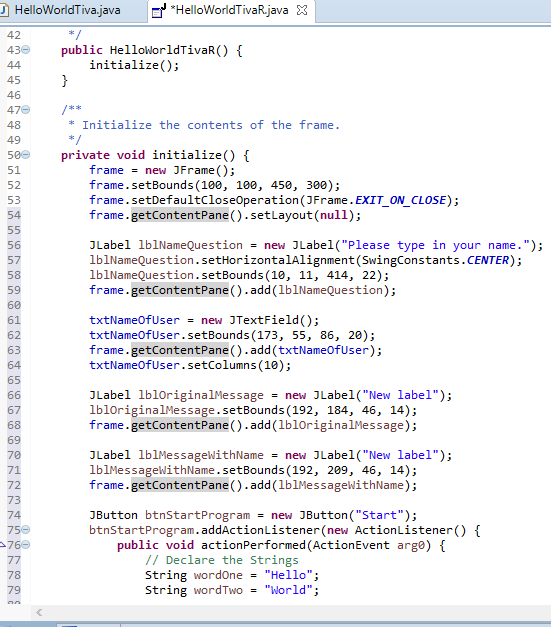 HelloWorldTiva.java *HelloWorldTivaR.java
42 */
43 public HelloWorldTivaR() {
44 initialize();
45 }
46
47 /**
48 * Initialize the contents of the frame.
49 */
50 private void initialize() {
51 frame = new JFrame();
52 frame.setBounds(100, 100, 450, 300);
53 frame.setDefaultCloseOperation(JFrame.EXIT_ON_CLOSE);
54 frame.getContentPane().setLayout(null);
55
56 JLabel lblNameQuestion = new JLabel("Please type in your name.");
57 lblNameQuestion.setHorizontalAlignment(SwingConstants.CENTER);
58 lblNameQuestion.setBounds(10, 11, 414, 22);
59 frame.getContentPane().add(lblNameQuestion);
60
61 txtNameOfUser = new JTextField();
62 txtNameOfUser.setBounds(173, 55, 86, 20);
63 frame.getContentPane().add(txtNameOfUser);
64 txtNameOfUser.setColumns(10);
65
66 JLabel lblOriginalMessage = new JLabel("New label");
67 lblOriginalMessage.setBounds(192, 184, 46, 14);
68 frame.getContentPane().add(lblOriginalMessage);
69
70 JLabel lblMessageWithName = new JLabel("New label");
71 lblMessageWithName.setBounds(192, 209, 46, 14);
72 frame.getContentPane().add(lblMessageWithName);
73
74 JButton btnStartProgram = new JButton("Start");
75 btnStartProgram.addActionListener(new ActionListener() {
76 public void actionPerformed(ActionEvent arg0) {
77 // Declare the Strings
78 String wordOne = "Hello";
79 String wordTwo = "World";